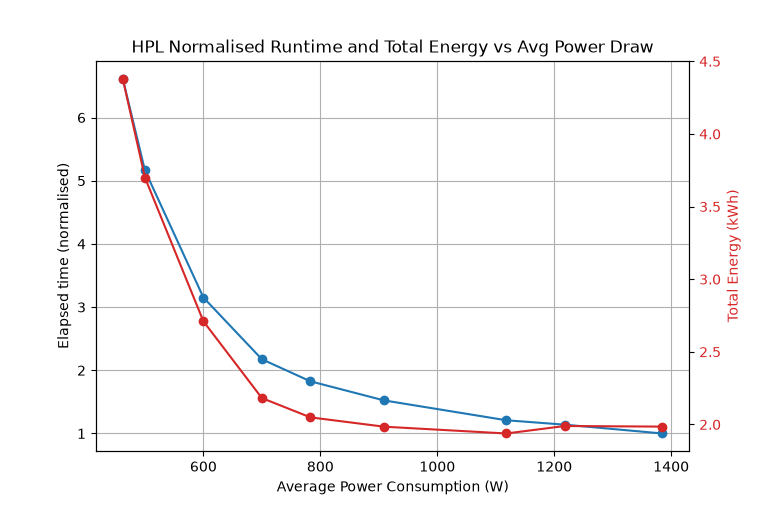 HPL Normalised Runtime and Total Energy vs Avg Power Draw
Elapsed time (normalised)
6
5
4
3
2
1
600 800 1000 1200 1400
Average Power Consumption (W)
4.5
4.0
3.5
3.0
2.5
2.0
Total Energy (kWh)